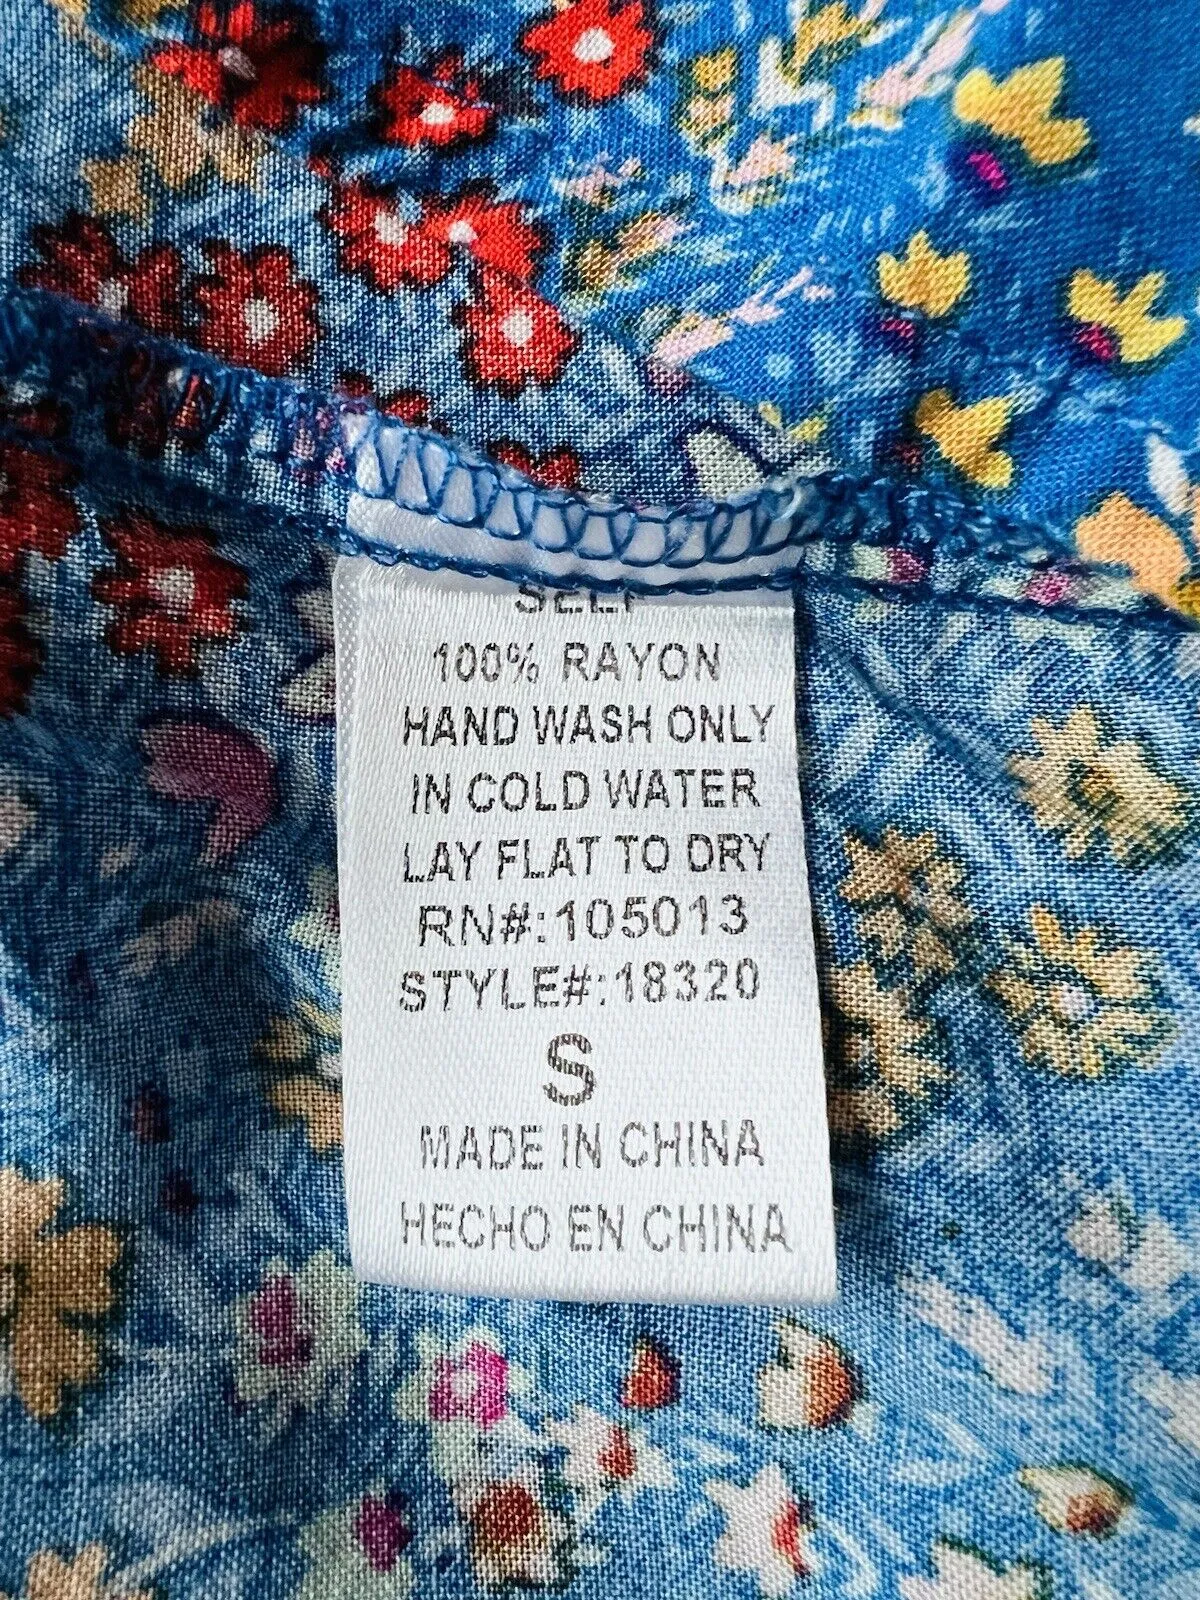 SELF
100% RAYON
HAND WASH ONLY
IN COLD WATER
LAY FLAT TO DRY
RN#:105013
STYLE#:18320
S
MADE IN CHINA
HECHO EN CHINA